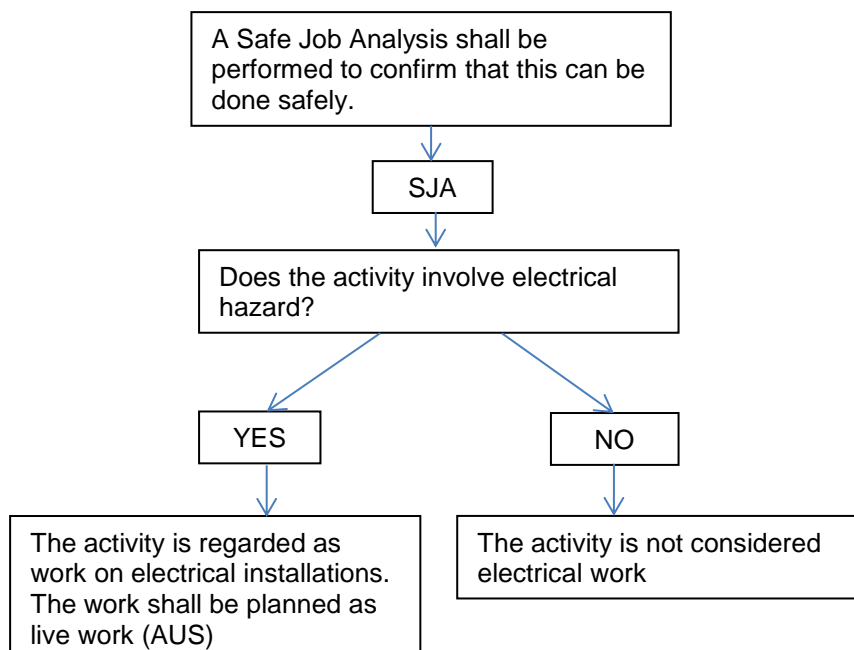 A Safe Job Analysis shall be
performed to confirm that this can be
done safely.
SJA
Does the activity involve electrical
hazard?
YES
NO
The activity is regarded as
work on electrical installations.
The work shall be planned as
live work (AUS)
The activity is not considered
electrical work